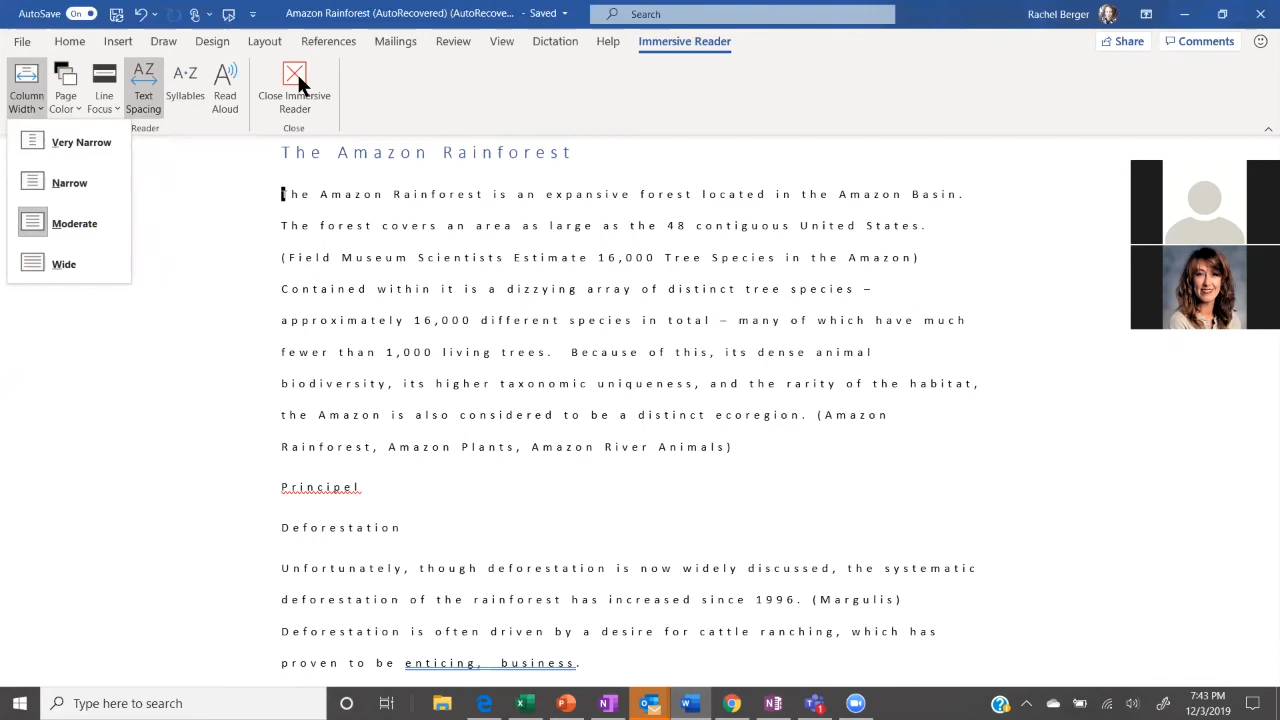 AutoSave On Amazon Rainforest (AutoRecovered) (AutoRecove... - Saved Search Rachel Berger
File Home Insert Draw Design Layout References Mailings Review View Dictation Help Immersive Reader Share Comments
Column Width Page Color Line Focus Text Spacing Syllables Read Aloud Close Immersive Reader
Reader Close
Very Narrow
Narrow
Moderate
Wide
The Amazon Rainforest
The Amazon Rainforest is an expansive forest located in the Amazon Basin.
The forest covers an area as large as the 48 contiguous United States.
(Field Museum Scientists Estimate 16,000 Tree Species in the Amazon)
Contained within it is a dizzying array of distinct tree species –
approximately 16,000 different species in total – many of which have much
fewer than 1,000 living trees.  Because of this, its dense animal
biodiversity, its higher taxonomic uniqueness, and the rarity of the habitat,
the Amazon is also considered to be a distinct ecoregion. (Amazon
Rainforest, Amazon Plants, Amazon River Animals)
Principel
Deforestation
Unfortunately, though deforestation is now widely discussed, the systematic
deforestation of the rainforest has increased since 1996. (Margulis)
Deforestation is often driven by a desire for cattle ranching, which has
proven to be enticing,  business.
Type here to search
7:43 PM
12/3/2019